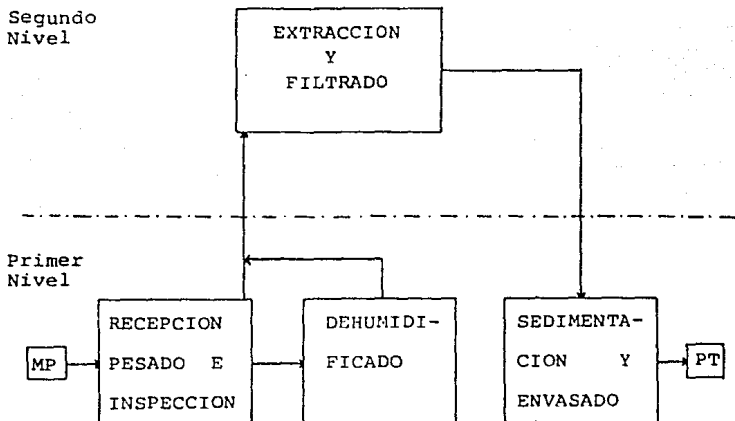 Segundo
Nivel
EXTRACCION
Y
FILTRADO
Primer
Nivel
MP
RECEPCION
PESADO E
INSPECCION
DEHUMIDI-
FICADO
SEDIMENTA-
CION Y
ENVASADO
PT